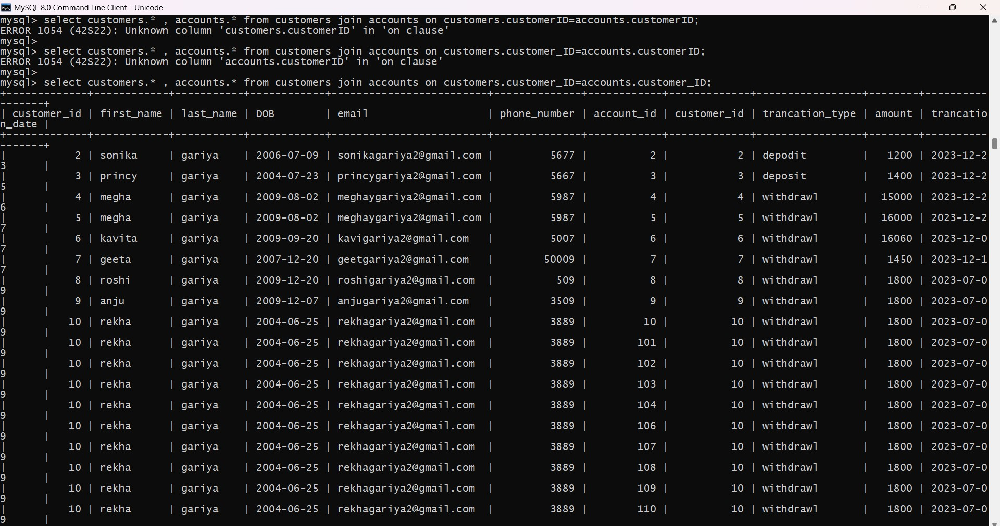 MySQL 8.0 Command Line Client - Unicode
mysql> select customers.* , accounts.* from customers join accounts on customers.customerID=accounts.customerID;
ERROR 1054 (42S22): Unknown column 'customers.customerID' in 'on clause'
mysql>
mysql> select customers.* , accounts.* from customers join accounts on customers.customer_ID=accounts.customerID;
ERROR 1054 (42S22): Unknown column 'accounts.customerID' in 'on clause'
mysql>
mysql> select customers.* , accounts.* from customers join accounts on customers.customer_ID=accounts.customer_ID;
+-------------+------------+-----------+------------+-------------------------+--------------+------------+-------------+-----------------+--------+----------
-------+
| customer_id | first_name | last_name | DOB        | email                   | phone_number | account_id | customer_id | trancation_type | amount | trancatio
n_date |
+-------------+------------+-----------+------------+-------------------------+--------------+------------+-------------+-----------------+--------+----------
-------+
|           2 | sonika     | gariya    | 2006-07-09 | sonikagariya2@gmail.com |         5677 |          2 |           2 | depodit         |   1200 | 2023-12-2
3      |
|           3 | princy     | gariya    | 2004-07-23 | princygariya2@gmail.com |         5667 |          3 |           3 | deposit         |   1400 | 2023-12-2
5      |
|           4 | megha      | gariya    | 2009-08-02 | meghaygariya2@gmail.com |         5987 |          4 |           4 | withdrawl       |  15000 | 2023-12-2
6      |
|           5 | megha      | gariya    | 2009-08-02 | meghaygariya2@gmail.com |         5987 |          5 |           5 | withdrawl       |  16000 | 2023-12-2
7      |
|           6 | kavita     | gariya    | 2009-09-20 | kavigariya2@gmail.com   |         5007 |          6 |           6 | withdrawl       |  16060 | 2023-12-0
7      |
|           7 | geeta      | gariya    | 2007-12-20 | geetgariya2@gmail.com   |        50009 |          7 |           7 | withdrawl       |   1450 | 2023-12-1
7      |
|           8 | roshi      | gariya    | 2009-12-20 | roshigariya2@gmail.com  |          509 |          8 |           8 | withdrawl       |   1800 | 2023-07-0
9      |
|           9 | anju       | gariya    | 2009-12-07 | anjugariya2@gmail.com   |         3509 |          9 |           9 | withdrawl       |   1800 | 2023-07-0
9      |
|          10 | rekha      | gariya    | 2004-06-25 | rekhagariya2@gmail.com  |         3889 |         10 |          10 | withdrawl       |   1800 | 2023-07-0
9      |
|          10 | rekha      | gariya    | 2004-06-25 | rekhagariya2@gmail.com  |         3889 |        101 |          10 | withdrawl       |   1800 | 2023-07-0
9      |
|          10 | rekha      | gariya    | 2004-06-25 | rekhagariya2@gmail.com  |         3889 |        102 |          10 | withdrawl       |   1800 | 2023-07-0
9      |
|          10 | rekha      | gariya    | 2004-06-25 | rekhagariya2@gmail.com  |         3889 |        103 |          10 | withdrawl       |   1800 | 2023-07-0
9      |
|          10 | rekha      | gariya    | 2004-06-25 | rekhagariya2@gmail.com  |         3889 |        104 |          10 | withdrawl       |   1800 | 2023-07-0
9      |
|          10 | rekha      | gariya    | 2004-06-25 | rekhagariya2@gmail.com  |         3889 |        106 |          10 | withdrawl       |   1800 | 2023-07-0
9      |
|          10 | rekha      | gariya    | 2004-06-25 | rekhagariya2@gmail.com  |         3889 |        107 |          10 | withdrawl       |   1800 | 2023-07-0
9      |
|          10 | rekha      | gariya    | 2004-06-25 | rekhagariya2@gmail.com  |         3889 |        108 |          10 | withdrawl       |   1800 | 2023-07-0
9      |
|          10 | rekha      | gariya    | 2004-06-25 | rekhagariya2@gmail.com  |         3889 |        109 |          10 | withdrawl       |   1800 | 2023-07-0
9      |
|          10 | rekha      | gariya    | 2004-06-25 | rekhagariya2@gmail.com  |         3889 |        110 |          10 | withdrawl       |   1800 | 2023-07-0
9      |